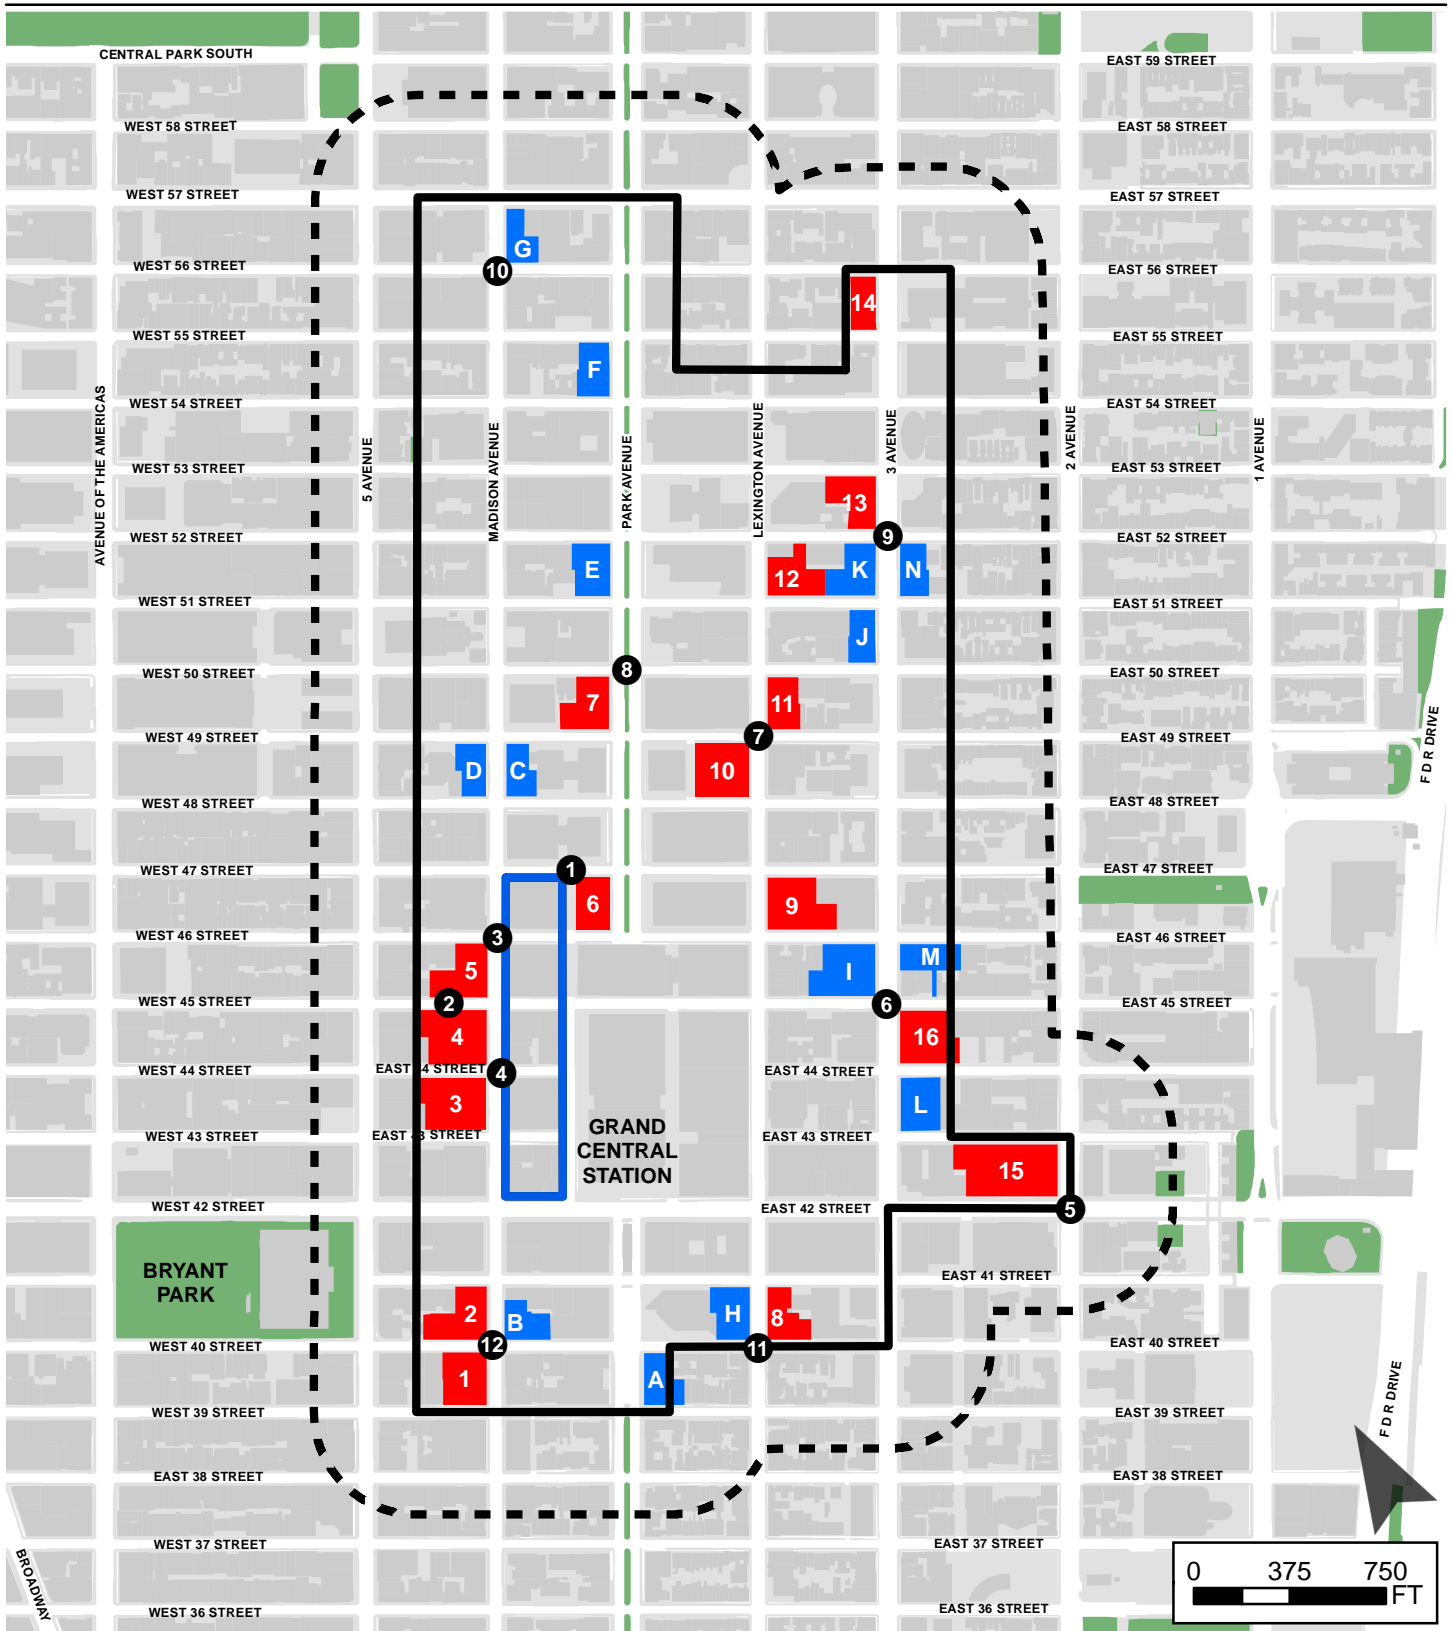 CENTRAL PARK SOUTH
EAST 59 STREET
WEST 58 STREET
EAST 58 STREET
WEST 57 STREET
EAST 57 STREET
G
10
WEST 56 STREET
EAST 56 STREET
14
WEST 55 STREET
EAST 55 STREET
F
WEST 54 STREET
EAST 54 STREET
AVENUE OF THE AMERICAS
5 AVENUE
MADISON AVENUE
PARK AVENUE
LEXINGTON AVENUE
3 AVENUE
2 AVENUE
1 AVENUE
WEST 53 STREET
EAST 53 STREET
13
9
WEST 52 STREET
EAST 52 STREET
E
12
K
N
WEST 51 STREET
EAST 51 STREET
J
8
WEST 50 STREET
EAST 50 STREET
7
11
7
WEST 49 STREET
EAST 49 STREET
F D R DRIVE
D
C
10
WEST 48 STREET
EAST 48 STREET
1
WEST 47 STREET
EAST 47 STREET
6
9
3
WEST 46 STREET
EAST 46 STREET
5
I
M
2
6
WEST 45 STREET
EAST 45 STREET
4
16
WEST 44 STREET
EAST 44 STREET
4
EAST 44 STREET
3
L
GRAND
CENTRAL
STATION
WEST 43 STREET
EAST 43 STREET
EAST 43 STREET
15
WEST 42 STREET
EAST 42 STREET
5
BRYANT
PARK
EAST 41 STREET
2
B
H
8
12
11
WEST 40 STREET
EAST 40 STREET
1
A
F D R DRIVE
WEST 39 STREET
EAST 39 STREET
EAST 38 STREET
EAST 38 STREET
WEST 37 STREET
EAST 37 STREET
BROADWAY
0 375 750
FT
WEST 36 STREET
EAST 36 STREET